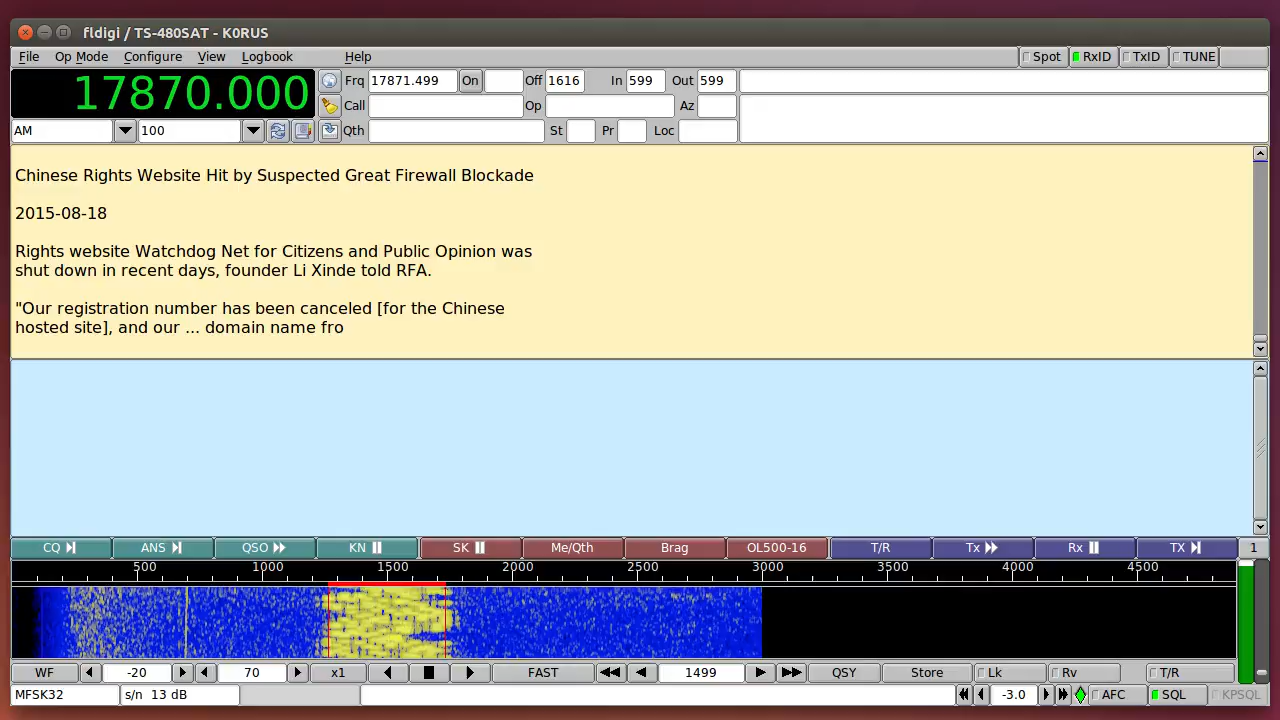 fldigi / TS-480SAT - K0RUS
File Op Mode Configure View Logbook Help Spot RxID TxID TUNE
17870.000 Frq 17871.499 On Off 1616 In 599 Out 599
Call Op Az
AM 100 Qth St Pr Loc
Chinese Rights Website Hit by Suspected Great Firewall Blockade
2015-08-18
Rights website Watchdog Net for Citizens and Public Opinion was
shut down in recent days, founder Li Xinde told RFA.
"Our registration number has been canceled [for the Chinese
hosted site], and our ... domain name fro
CQ ANS QSO KN SK Me/Qth Brag OL500-16 T/R Tx Rx TX 1
500 1000 1500 2000 2500 3000 3500 4000 4500
WF -20 70 x1 FAST 1499 QSY Store Lk Rv T/R
MFSK32 s/n 13 dB -3.0 AFC SQL KPSQL